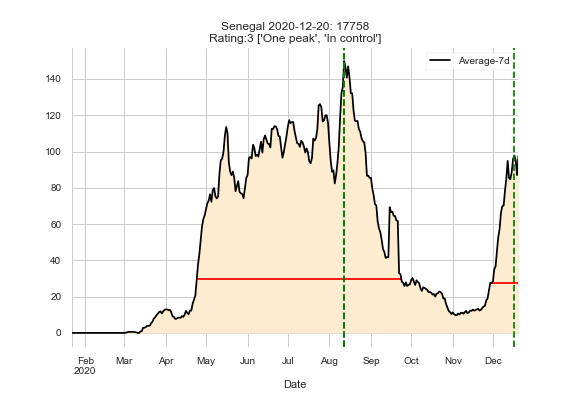 Senegal 2020-12-20: 17758
Rating:3 ['One peak', 'In control']
Average-7d
140
120
100
80
60
40
20
0
Feb Mar Apr May Jun Jul Aug Sep Oct Nov Dec
2020
Date